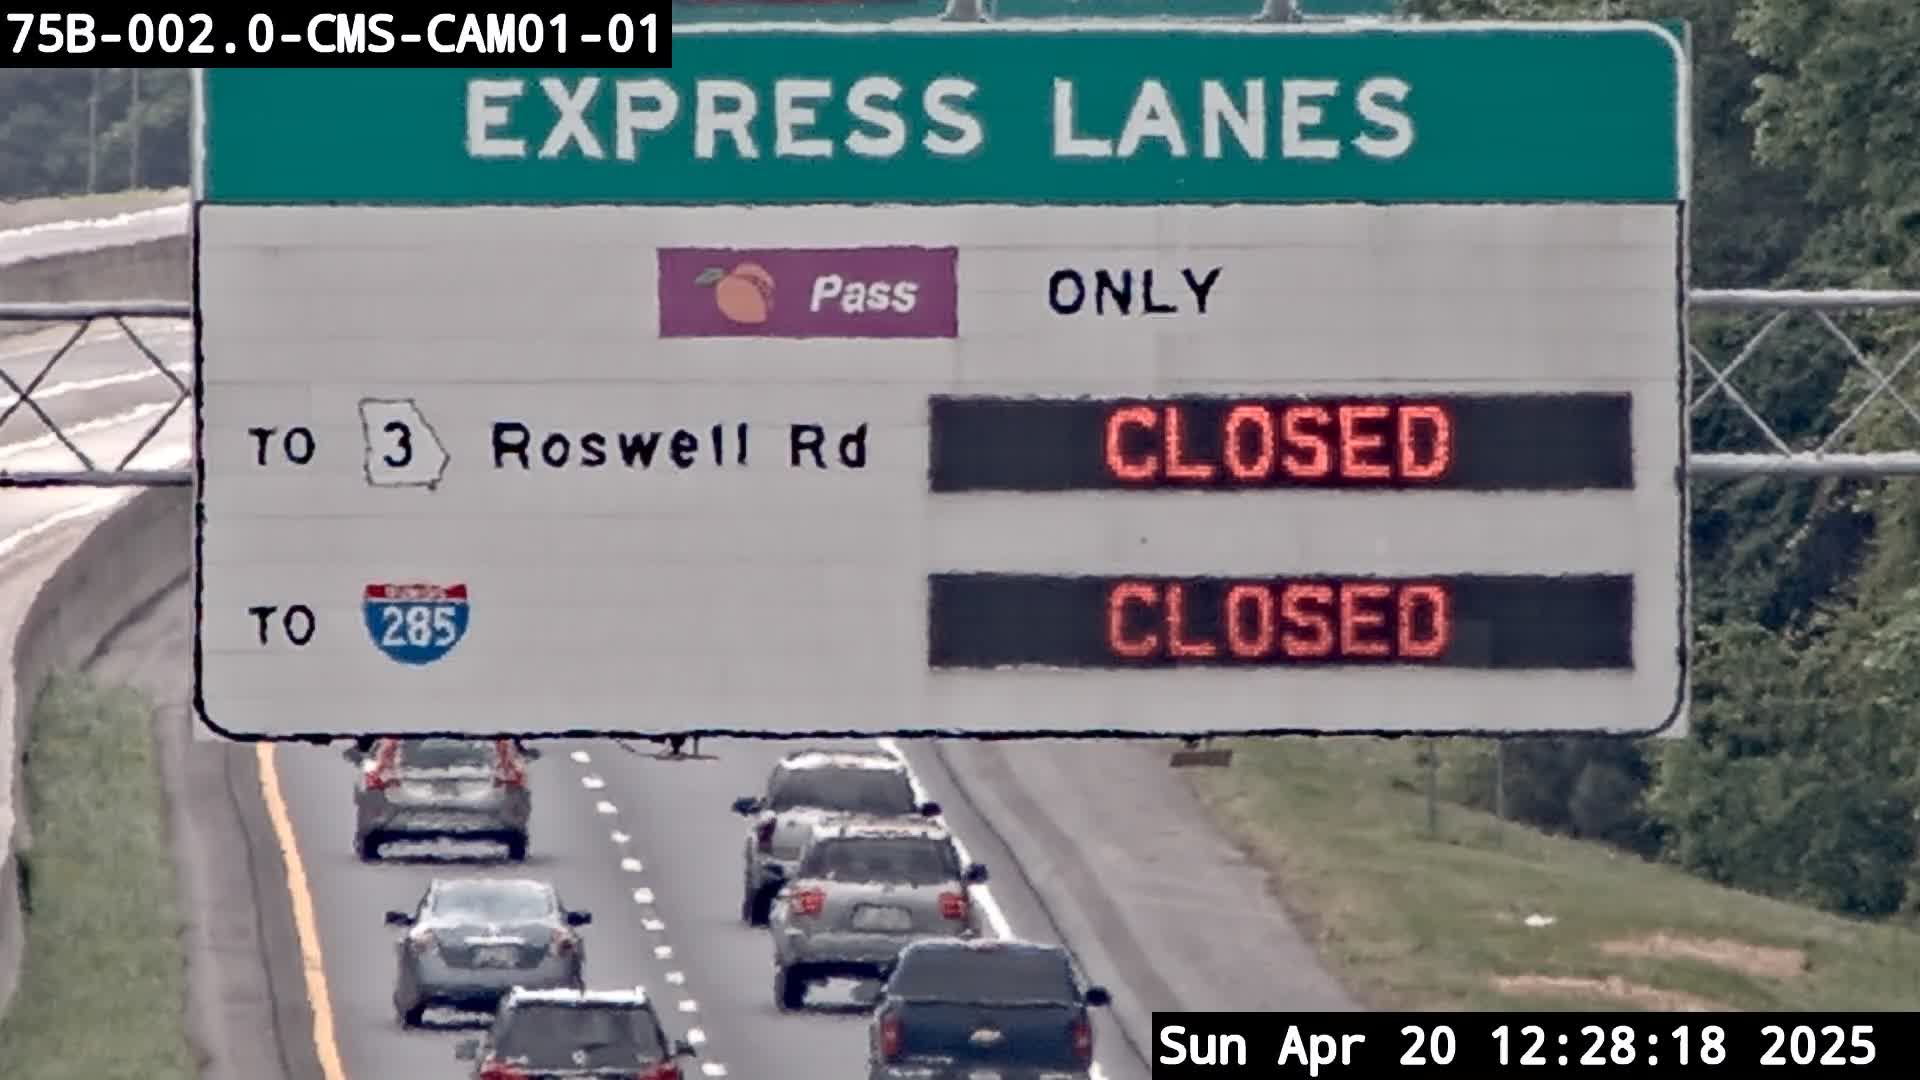 75B-002.0-CMS-CAM01-01
EXPRESS LANES
Pass ONLY
TO 3 Roswell Rd CLOSED
TO 285 CLOSED
Sun Apr 20 12:28:18 2025